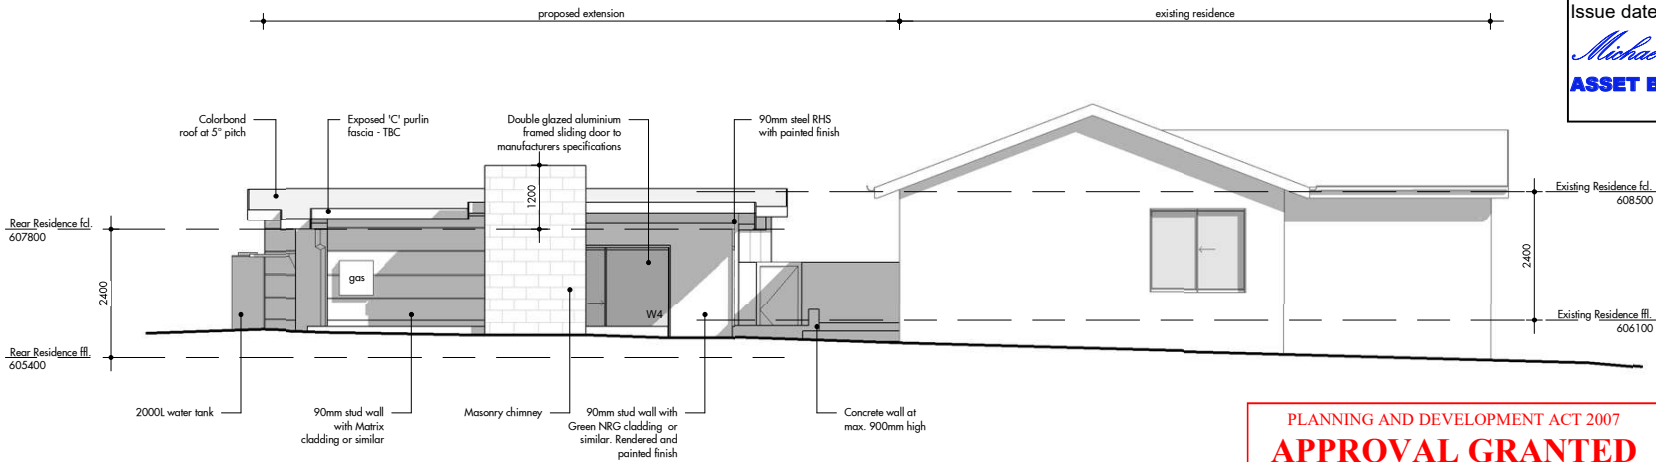 proposed extension
existing residence
Issue date
Michae
ASSET B
Colorbond
roof at 5° pitch
Exposed 'C' purlin
fascia - TBC
Double glazed aluminium
framed sliding door to
manufacturers specifications
90mm steel RHS
with painted finish
1200
Existing Residence fcl.
608500
Rear Residence fcl.
607800
2400
gas
W4
2400
Existing Residence ffl.
606100
Rear Residence ffl.
605400
2000L water tank
90mm stud wall
with Matrix
cladding or similar
Masonry chimney
90mm stud wall with
Green NRG cladding or
similar. Rendered and
painted finish
Concrete wall at
max. 900mm high
PLANNING AND DEVELOPMENT ACT 2007
APPROVAL GRANTED